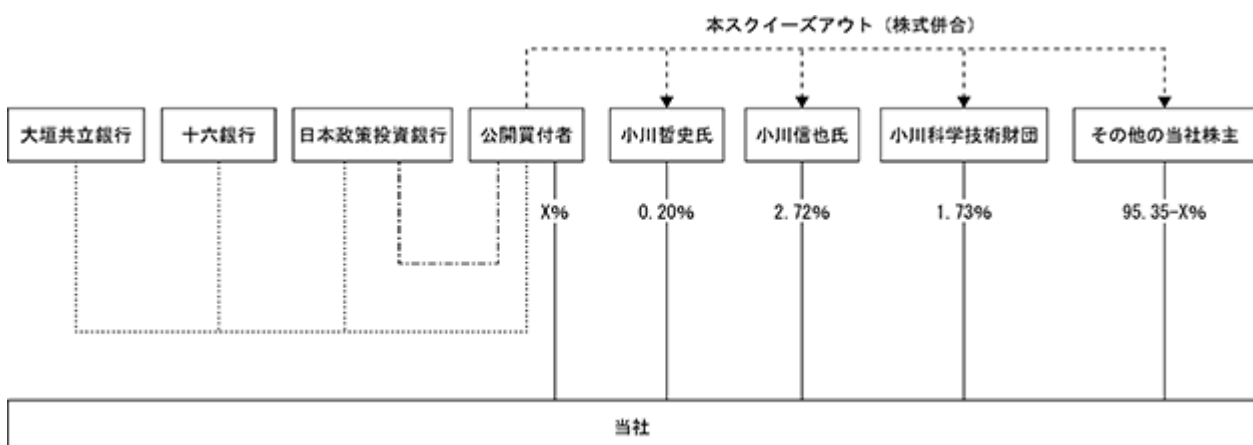 本スクイーズアウト（株式併合）
大垣共立銀行
十六銀行
日本政策投資銀行
公開買付者
小川哲史氏
小川信也氏
小川科学技術財団
その他の当社株主
X%
0.20%
2.72%
1.73%
95.35-X%
当社